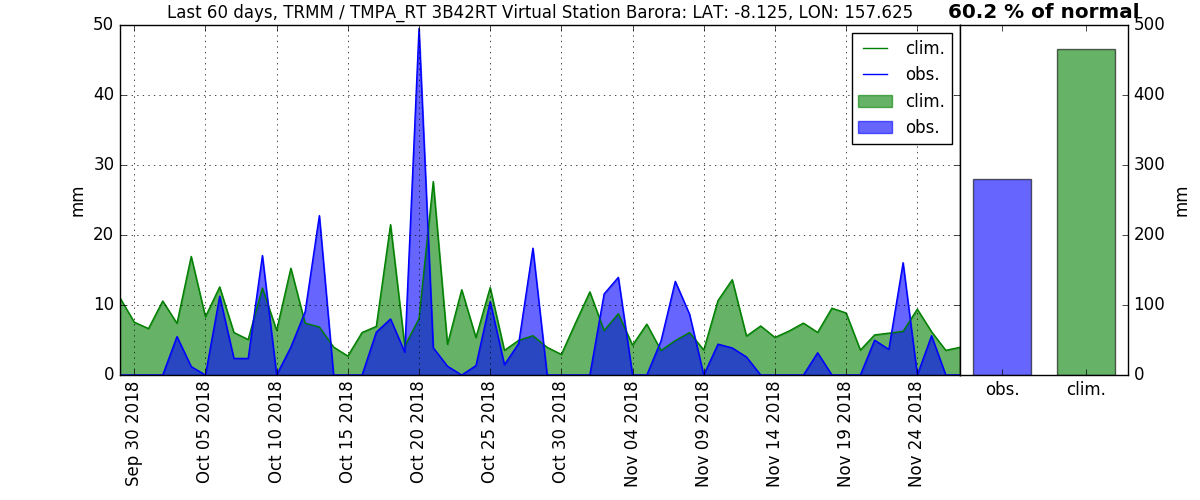 Last 60 days, TRMM / TMPA_RT 3B42RT Virtual Station Barora: LAT: -8.125, LON: 157.625
60.2 % of normal
50
40
30
20
10
0
mm
clim.
obs.
clim.
obs.
500
400
300
200
100
0
mm
obs.
clim.
Sep 30 2018
Oct 05 2018
Oct 10 2018
Oct 15 2018
Oct 20 2018
Oct 25 2018
Oct 30 2018
Nov 04 2018
Nov 09 2018
Nov 14 2018
Nov 19 2018
Nov 24 2018